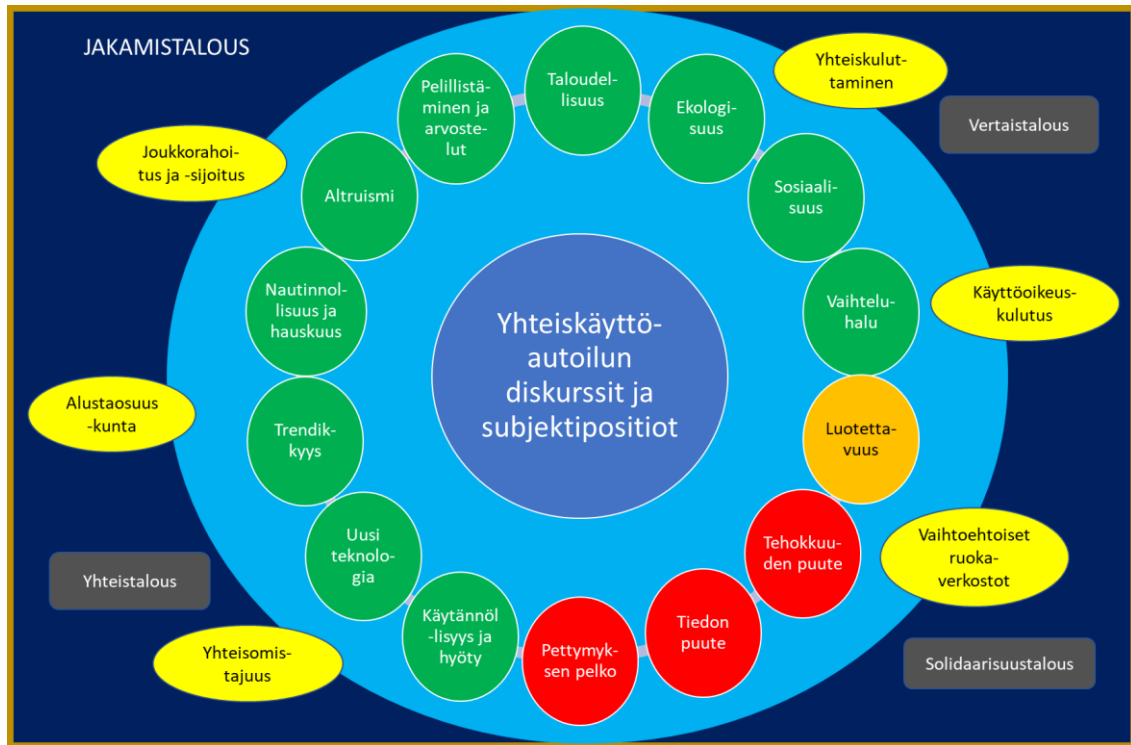 JAKAMISTALOUS
Taloudel-
lisuus
Ekologi-
suus
Sosiaali-
suus
Vaihtelu-
halu
Luotetta-
vuus
Tehokkuu-
den puute
Tiedon
puute
Pettymyk-
sen pelko
Käytännöl
-lisyys ja
hyöty
Uusi
teknolo-
gia
Trendik-
kyys
Nautinnol-
lisuus ja
hauskuus
Altruismi
Pelillistä-
minen ja
arvoste-
lut
Yhteiskäyttö-
autoilun
diskurssit ja
subjektipositiot
Yhteiskulut-
taminen
Vertaistalous
Käyttöoikeus-
kulutus
Vaihtoehtoiset
ruoka-
verkostot
Solidaarisuustalous
Yhteisomis-
tajuus
Yhteistalous
Alustaosuus
-kunta
Joukkorahoi-
tus ja -sijoitus